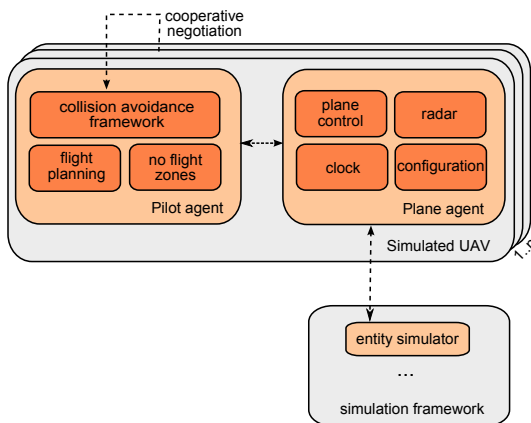 cooperative
negotiation
collision avoidance
framework
flight
planning
no flight
zones
Pilot agent
plane
control
radar
clock
configuration
Plane agent
Simulated UAV
1..n
entity simulator
...
simulation framework